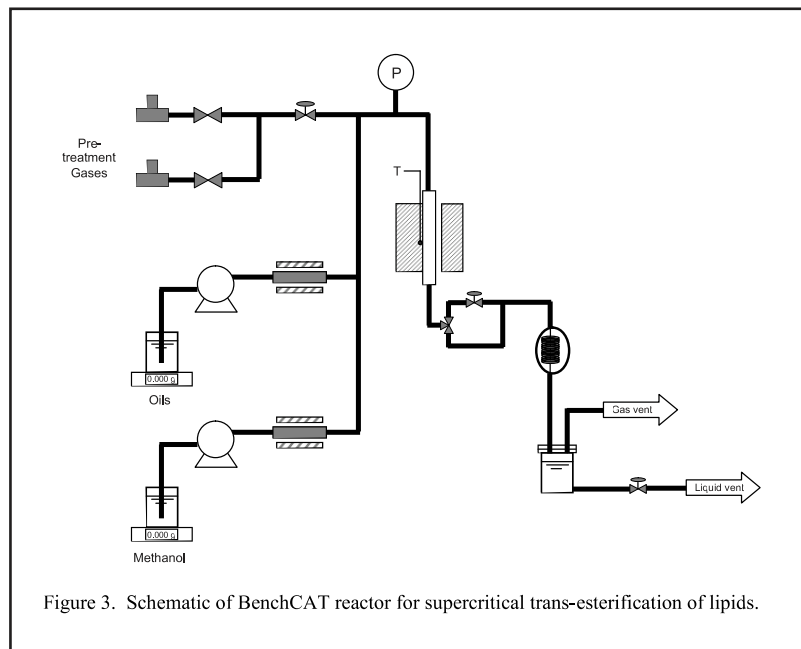 P
Pre-
treatment
Gases
T
0.000 g
Oils
Gas vent
Liquid vent
0.000 g
Methanol
Figure 3. Schematic of BenchCAT reactor for supercritical trans-esterification of lipids.